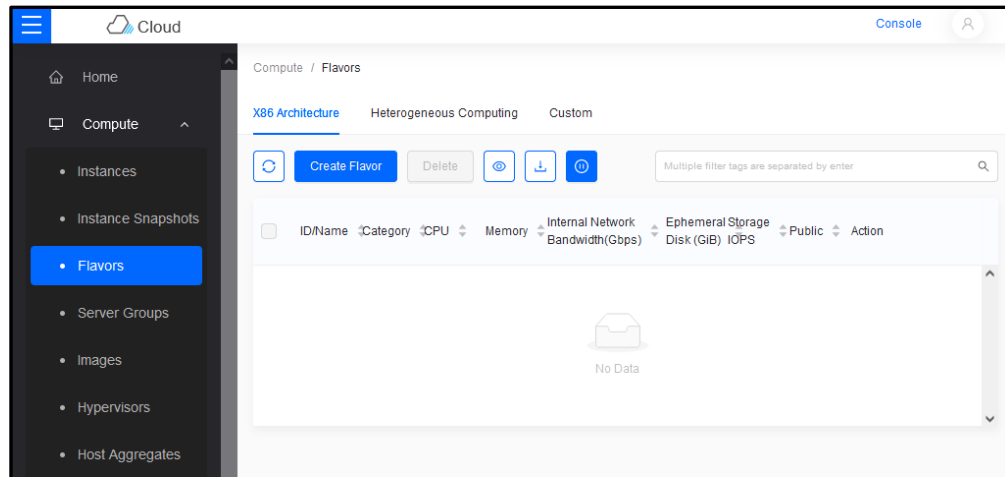 Cloud
Console
Home
Compute
Instances
Instance Snapshots
Flavors
Server Groups
Images
Hypervisors
Host Aggregates
Compute / Flavors
X86 Architecture Heterogeneous Computing Custom
Create Flavor Delete Multiple filter tags are separated by enter
ID/Name Category CPU Memory Internal Network Bandwidth(Gbps) Ephemeral Disk (GiB) Storage IOPS Public Action
No Data